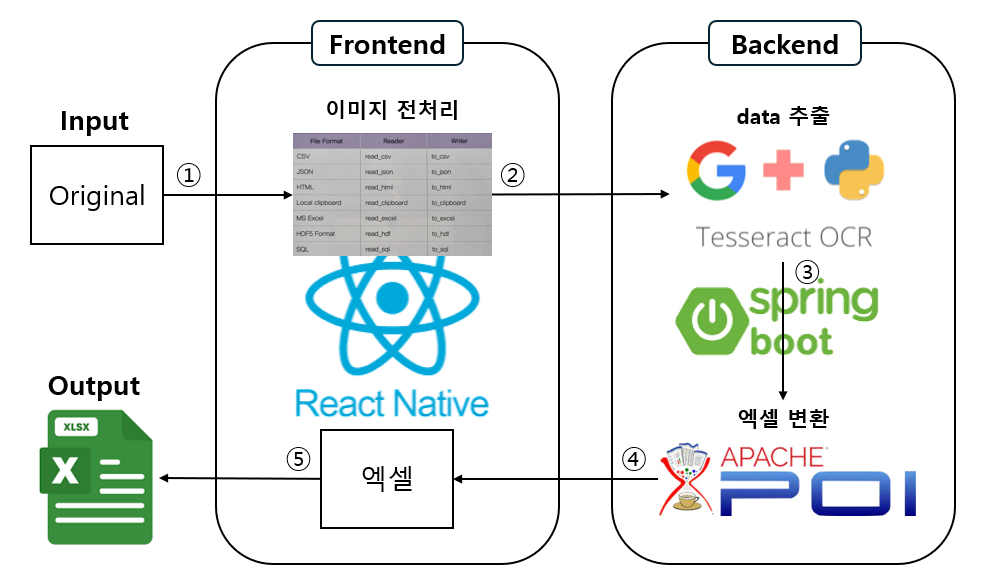 Frontend
Backend
Input
Original
①
이미지 전처리
File Format Reader Writer
CSV read_csv to_csv
JSON read_json to_json
HTML read_html to_html
Local clipboard read_clipboard to_clipboard
MS Excel read_excel to_excel
HDF5 Format read_hdf to_hdf
SQL read_sql to_sql
React Native
②
data 추출
Tesseract OCR
③
spring
boot
엑셀 변환
APACHE
POI
④
엑셀
⑤
Output
XLSX
X